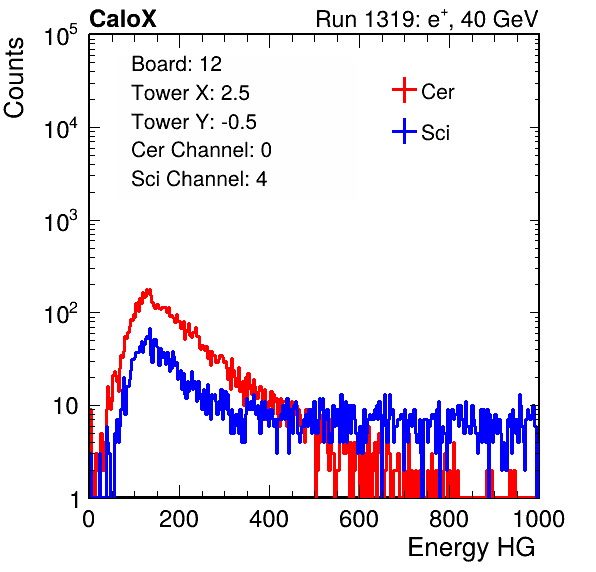 CaloX Run 1319: e⁺, 40 GeV
Counts
Board: 12
Tower X: 2.5
Tower Y: -0.5
Cer Channel: 0
Sci Channel: 4
Cer
Sci
10⁵
10⁴
10³
10²
10
1
0 200 400 600 800 1000
Energy HG